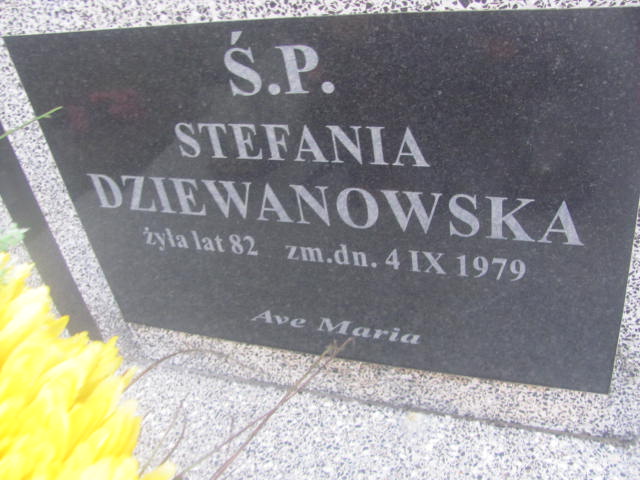 Ś.P.
STEFANIA
DZIEWANOWSKA
żyła lat 82 zm.dn. 4 IX 1979
Ave Maria